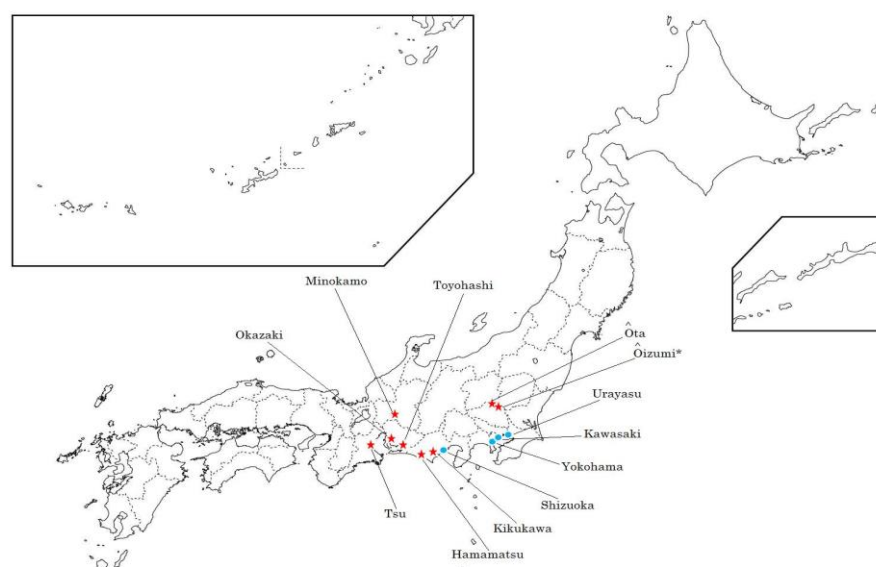 Minokamo
Toyohashi
Okazaki
Ôta
Ôizumi*
Urayasu
Kawasaki
Yokohama
Shizuoka
Tsu
Kikukawa
Hamamatsu